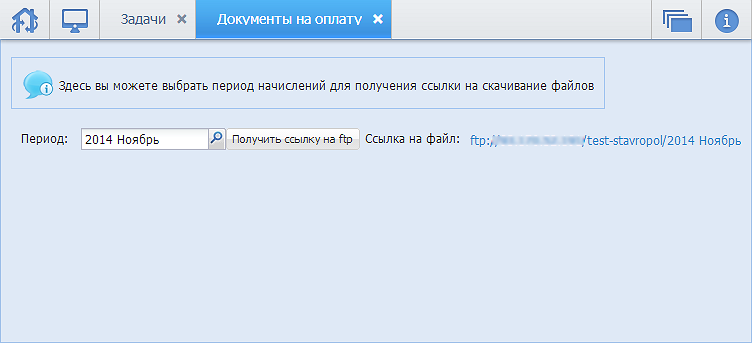 Задачи
Документы на оплату
Здесь вы можете выбрать период начислений для получения ссылки на скачивание файлов
Период: 2014 Ноябрь Получить ссылку на ftp Ссылка на файл: ftp:/ /test-stavropol/2014 Ноябрь